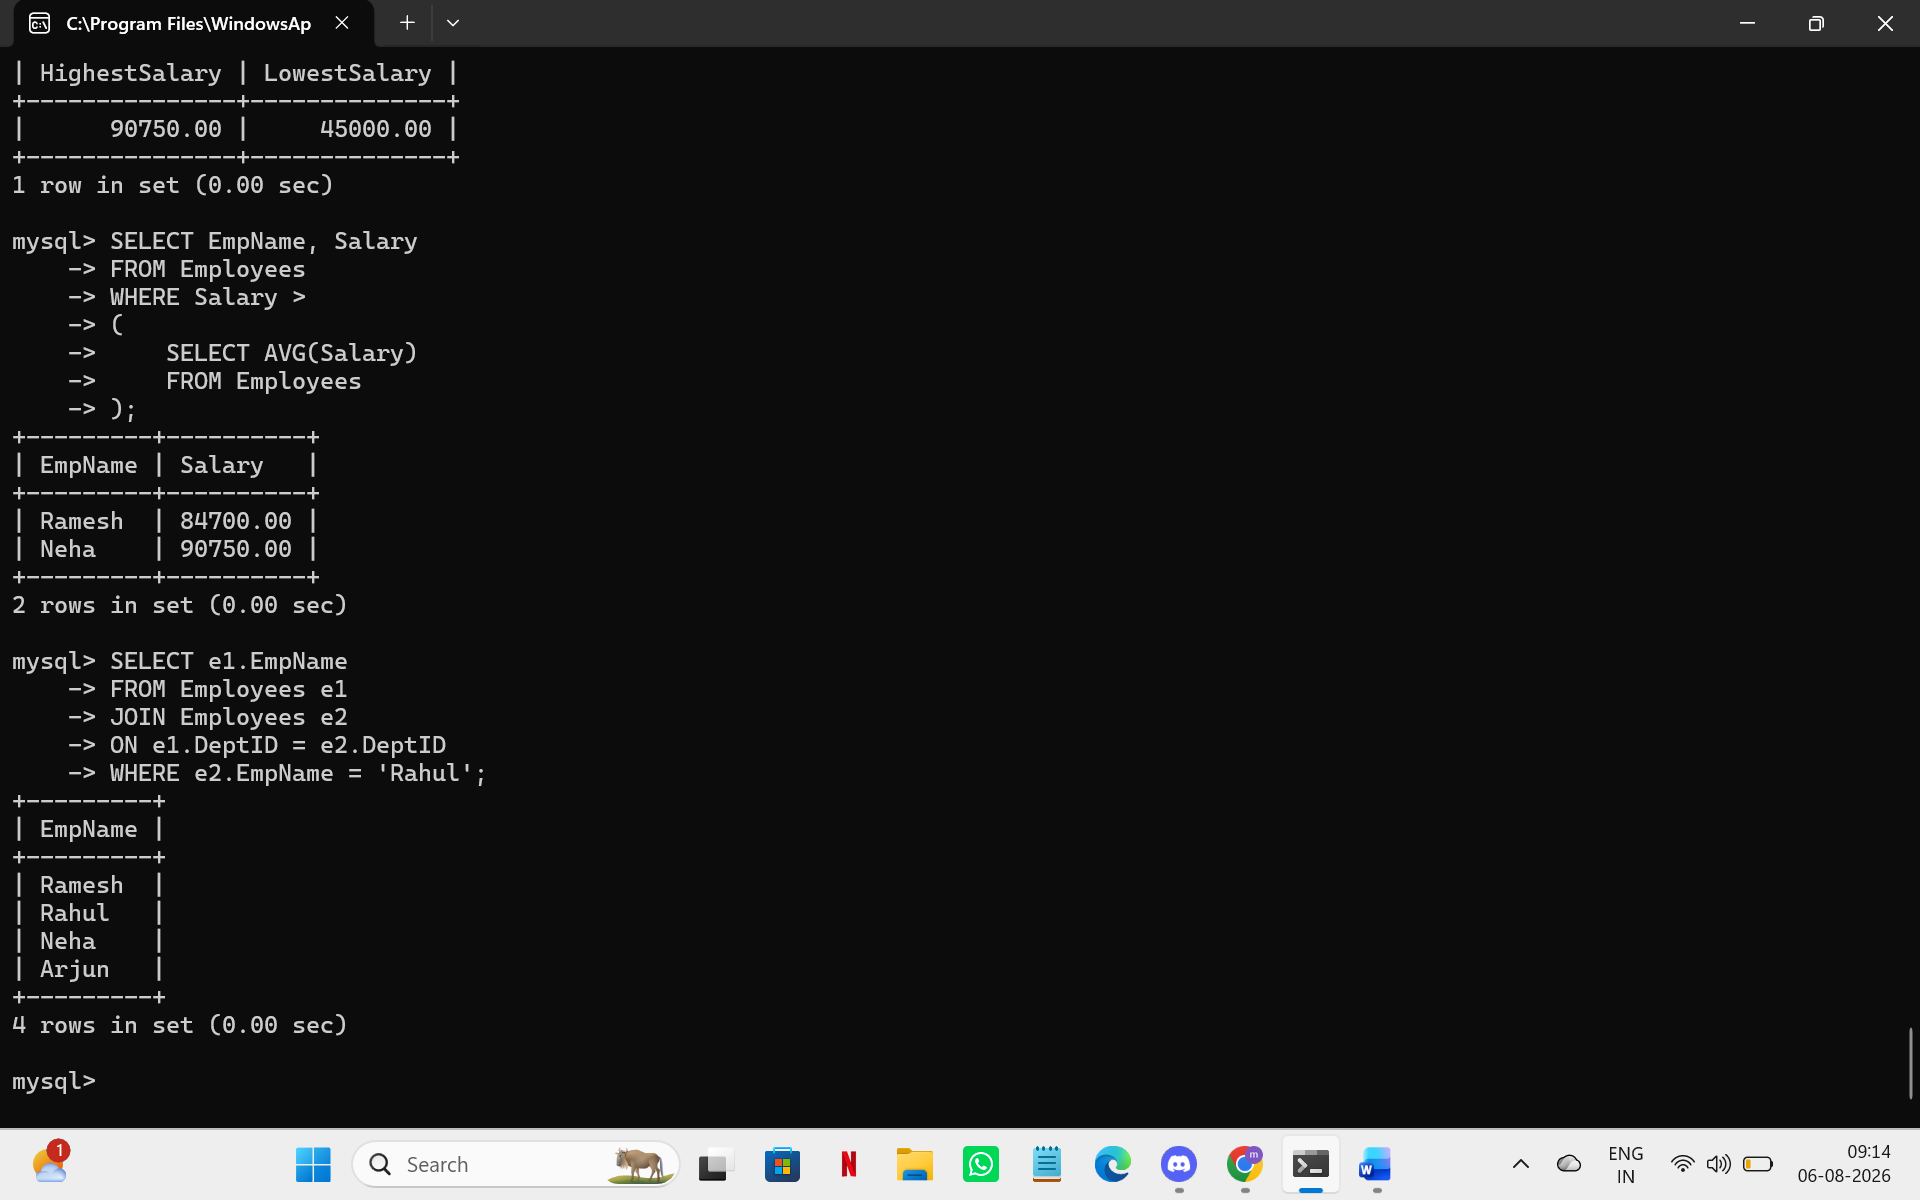 C:\Program Files\WindowsAp
| HighestSalary | LowestSalary |
+---------------+--------------+
|      90750.00 |     45000.00 |
+---------------+--------------+
1 row in set (0.00 sec)

mysql> SELECT EmpName, Salary
    -> FROM Employees
    -> WHERE Salary >
    -> (
    ->     SELECT AVG(Salary)
    ->     FROM Employees
    -> );
+---------+----------+
| EmpName | Salary   |
+---------+----------+
| Ramesh  | 84700.00 |
| Neha    | 90750.00 |
+---------+----------+
2 rows in set (0.00 sec)

mysql> SELECT e1.EmpName
    -> FROM Employees e1
    -> JOIN Employees e2
    -> ON e1.DeptID = e2.DeptID
    -> WHERE e2.EmpName = 'Rahul';
+---------+
| EmpName |
+---------+
| Ramesh  |
| Rahul   |
| Neha    |
| Arjun   |
+---------+
4 rows in set (0.00 sec)

mysql>
1
Search
m
W
ENG
IN
09:14
06-08-2026